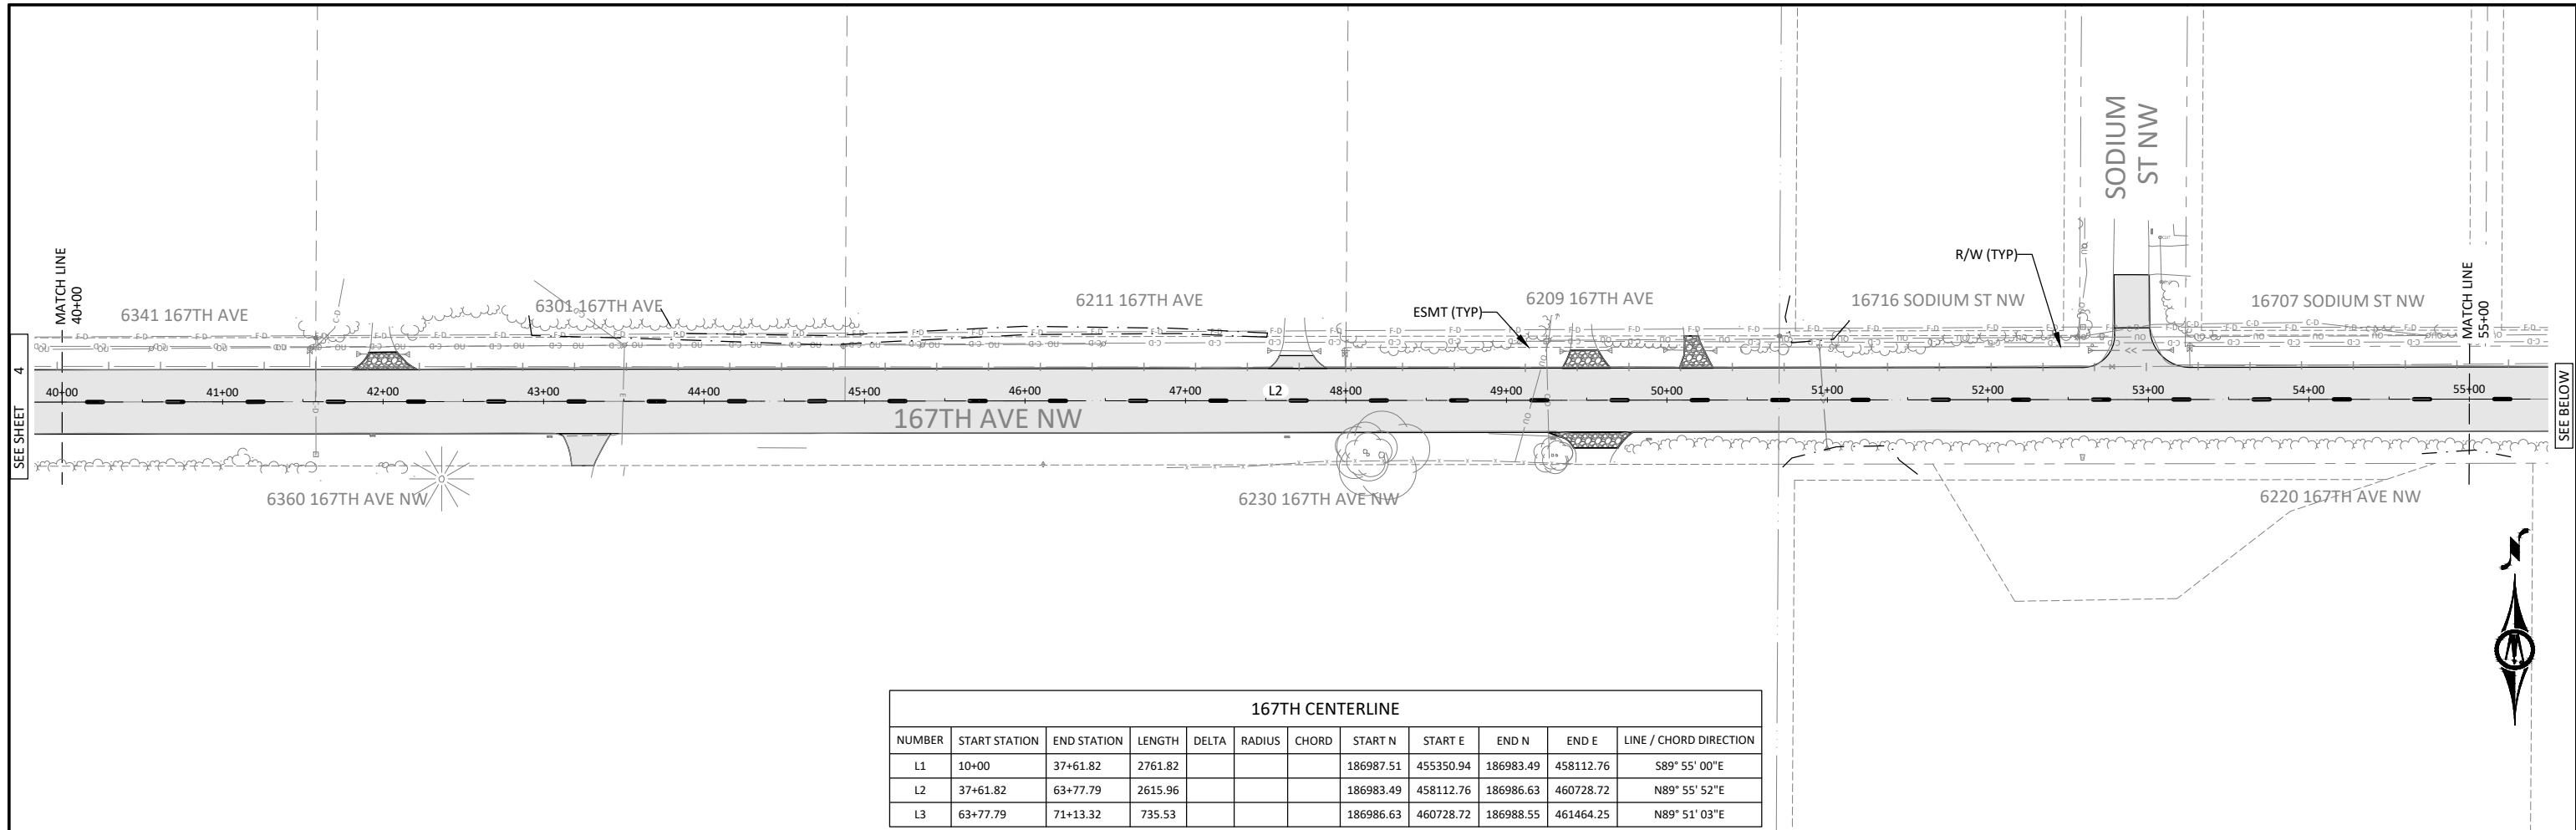 SODIUM
ST NW
MATCH LINE
40+00
6341 167TH AVE
6301 167TH AVE
6211 167TH AVE
ESMT (TYP)
6209 167TH AVE
16716 SODIUM ST NW
R/W (TYP)
16707 SODIUM ST NW
MATCH LINE
55+00
SEE SHEET 4
40+00 41+00 42+00 43+00 44+00 45+00 46+00 47+00 L2 48+00 49+00 50+00 51+00 52+00 53+00 54+00 55+00
SEE BELOW
167TH AVE NW
6360 167TH AVE NW
6230 167TH AVE NW
6220 167TH AVE NW
N
167TH CENTERLINE
NUMBER START STATION END STATION LENGTH DELTA RADIUS CHORD START N START E END N END E LINE / CHORD DIRECTION
L1 10+00 37+61.82 2761.82 186987.51 455350.94 186983.49 458112.76 S89° 55' 00"E
L2 37+61.82 63+77.79 2615.96 186983.49 458112.76 186986.63 460728.72 N89° 55' 52"E
L3 63+77.79 71+13.32 735.53 186986.63 460728.72 186988.55 461464.25 N89° 51' 03"E